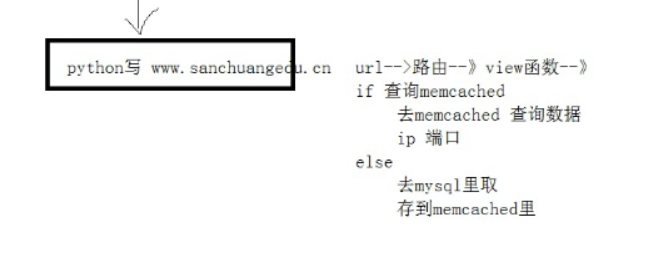 python写 www.sanchuangedu.cn url-->路由--》view函数--》
if 查询memcached
去memcached 查询数据
ip 端口
else
去mysql里取
存到memcached里